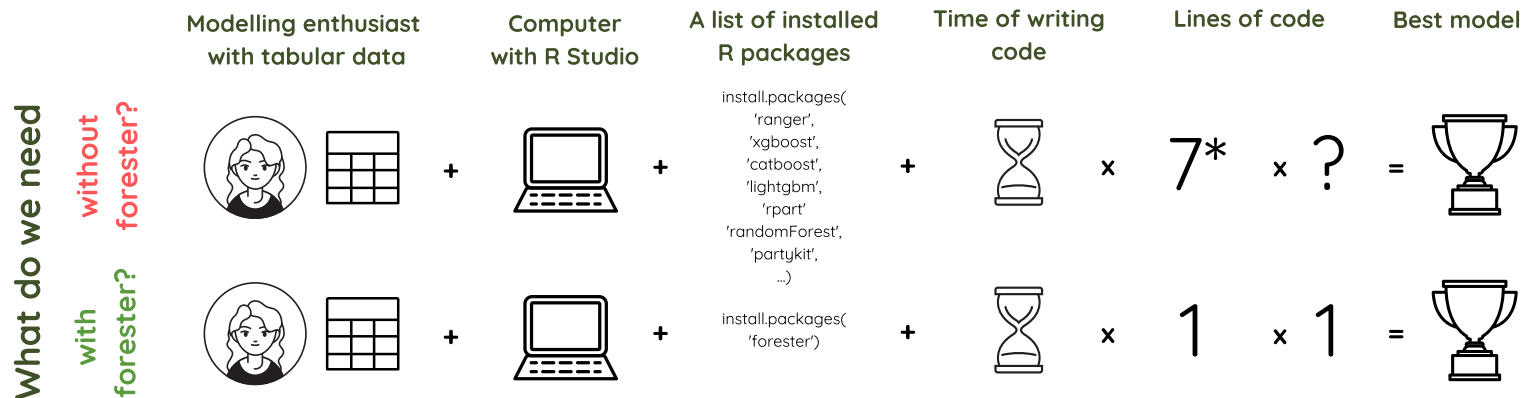 Modelling enthusiast
with tabular data
Computer
with R Studio
A list of installed
R packages
Time of writing
code
Lines of code
Best model
What do we need
without
forester?
+
+
install.packages(
'ranger',
'xgboost',
'catboost',
'lightgbm',
'rpart'
'randomForest',
'partykit',
...)
+
x
7*
x
?
=
with
forester?
+
+
install.packages(
'forester')
+
x
1
x
1
=